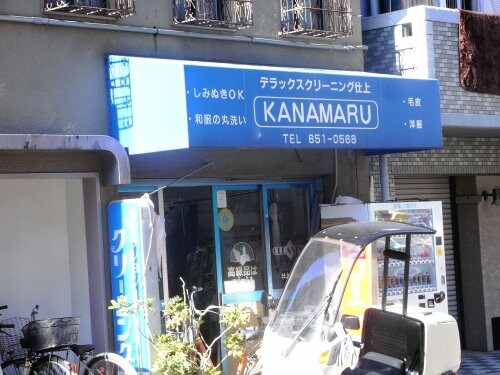 デラックスクリーニング仕上
・しみぬきOK
・和服の丸洗い
KANAMARU
・毛皮
・洋服
TEL 651-0568
クリーニング
高級品は